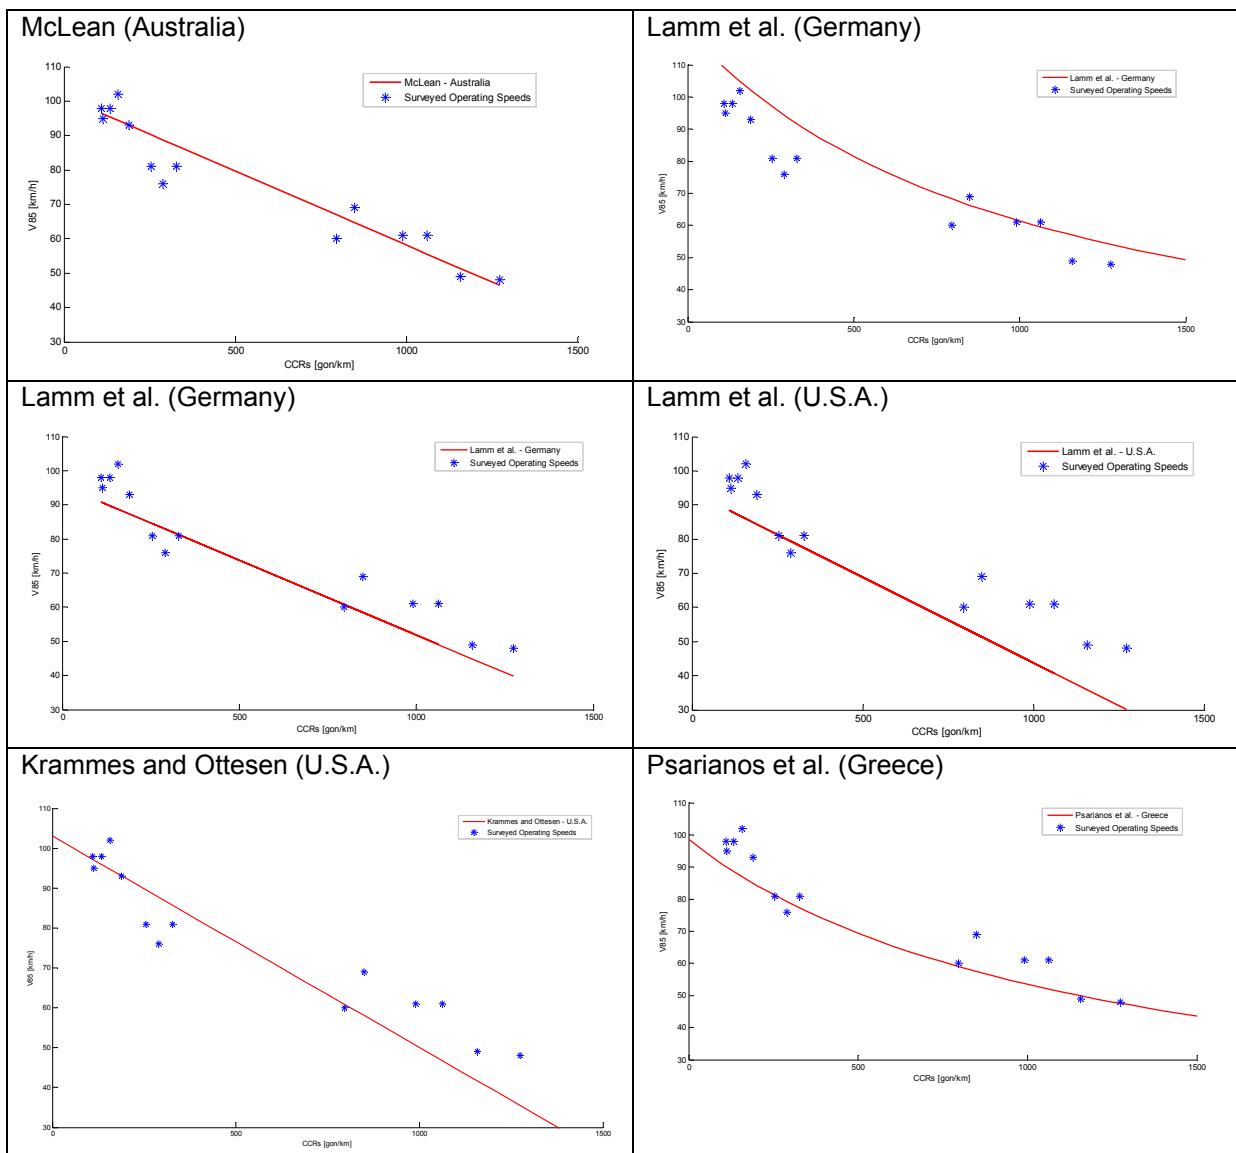 McLean (Australia)
110
100
90
80
70
60
50
40
30
V85 [km/h]
0
500
1000
1500
CCRs [gon/km]
McLean - Australia
Surveyed Operating Speeds
Lamm et al. (Germany)
110
100
90
80
70
60
50
40
30
V85 [km/h]
0
500
1000
1500
CCRs [gon/km]
Lamm et al. - Germany
Surveyed Operating Speeds
Lamm et al. (Germany)
110
100
90
80
70
60
50
40
30
V85 [km/h]
0
500
1000
1500
CCRs [gon/km]
Lamm et al. - Germany
Surveyed Operating Speeds
Lamm et al. (U.S.A.)
110
100
90
80
70
60
50
40
30
V85 [km/h]
0
500
1000
1500
CCRs [gon/km]
Lamm et al. - U.S.A.
Surveyed Operating Speeds
Krammes and Ottesen (U.S.A.)
110
100
90
80
70
60
50
40
30
V85 [km/h]
0
500
1000
1500
CCRs [gon/km]
Krammes and Ottesen - U.S.A.
Surveyed Operating Speeds
Psarianos et al. (Greece)
110
100
90
80
70
60
50
40
30
V85 [km/h]
0
500
1000
1500
CCRs [gon/km]
Psarianos et al. - Greece
Surveyed Operating Speeds